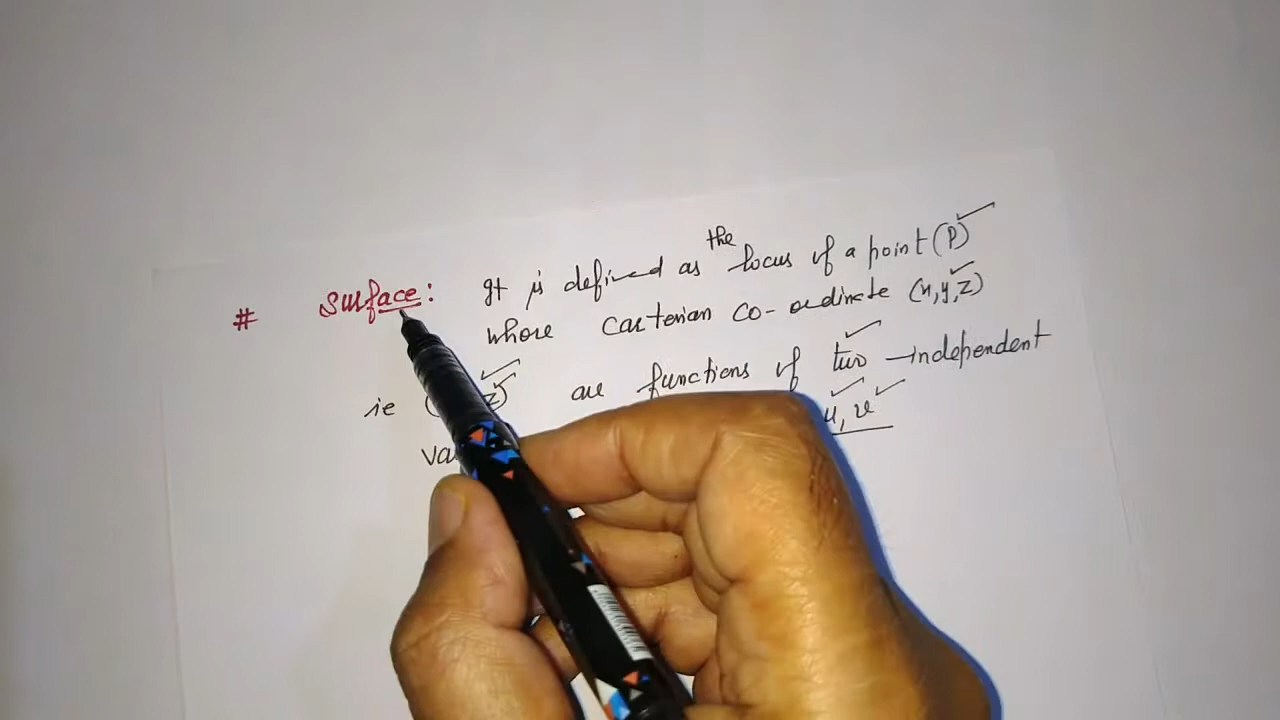 # Surface: It is defined as the locus of a point (P)
whose cartesian co-ordinate (x,y,z)
are functions of two independent
ie z)
u, v